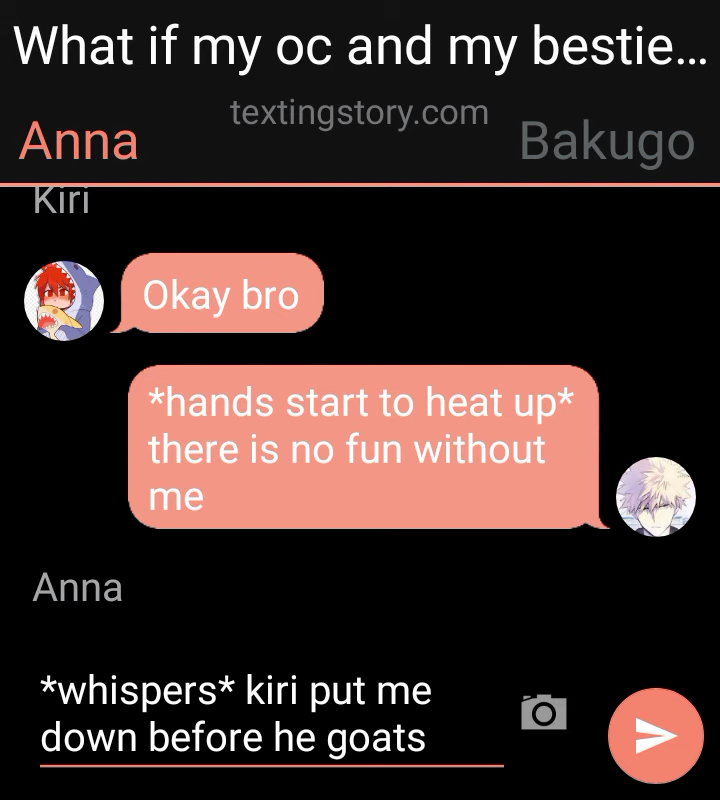 What if my oc and my bestie...
textingstory.com
Anna
Bakugo
Kiri
Okay bro
*hands start to heat up*
there is no fun without
me
Anna
*whispers* kiri put me
down before he goats